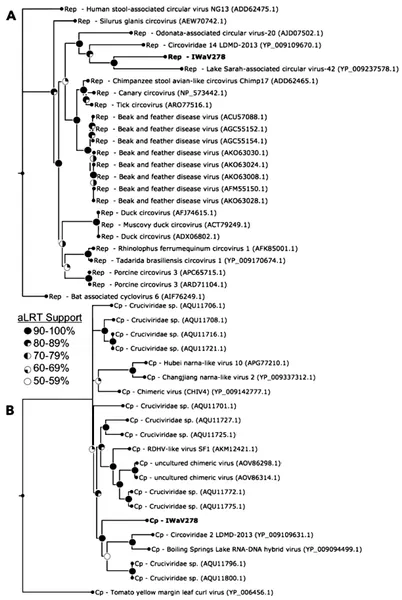 A
Rep - Human stool-associated circular virus NG13 (ADD62475.1)
Rep - Silurus glanis circovirus (AEW70742.1)
Rep - Odonata-associated circular virus-20 (AJD07502.1)
Rep - Circoviridae 14 LDMD-2013 (YP_009109670.1)
Rep - IWaV278
Rep - Lake Sarah-associated circular virus-42 (YP_009237578.1)
Rep - Chimpanzee stool avian-like circovirus Chimp17 (ADD62465.1)
Rep - Canary circovirus (NP_573442.1)
Rep - Tick circovirus (ARO77516.1)
Rep - Beak and feather disease virus (ACU57088.1)
Rep - Beak and feather disease virus (AGC55152.1)
Rep - Beak and feather disease virus (AGC55154.1)
Rep - Beak and feather disease virus (AKO63030.1)
Rep - Beak and feather disease virus (AKO63024.1)
Rep - Beak and feather disease virus (AKO63008.1)
Rep - Beak and feather disease virus (AFM55150.1)
Rep - Beak and feather disease virus (AKO63028.1)
Rep - Duck circovirus (AFJ74615.1)
Rep - Muscovy duck circovirus (ACT79249.1)
Rep - Duck circovirus (ADX06802.1)
Rep - Rhinolophus ferrumequinum circovirus 1 (AFK85001.1)
Rep - Tadarida brasiliensis circovirus 1 (YP_009170674.1)
Rep - Porcine circovirus 3 (APC65715.1)
Rep - Porcine circovirus 3 (ARD71104.1)
Rep - Bat associated cyclovirus 6 (AIF76249.1)
aLRT Support
90-100%
80-89%
70-79%
60-69%
50-59%
B
Cp - Cruciviridae sp. (AQU11706.1)
Cp - Cruciviridae sp. (AQU11708.1)
Cp - Cruciviridae sp. (AQU11716.1)
Cp - Cruciviridae sp. (AQU11721.1)
Cp - Hubei narna-like virus 10 (APG77210.1)
Cp - Changjiang narna-like virus 2 (YP_009337312.1)
Cp - Chimeric virus (CHIV4) (YP_009142777.1)
Cp - Cruciviridae sp. (AQU11701.1)
Cp - Cruciviridae sp. (AQU11727.1)
Cp - Cruciviridae sp. (AQU11725.1)
Cp - RDHV-like virus SF1 (AKM12421.1)
Cp - uncultured chimeric virus (AOV86298.1)
Cp - uncultured chimeric virus (AOV86314.1)
Cp - Cruciviridae sp. (AQU11772.1)
Cp - Cruciviridae sp. (AQU11775.1)
Cp - IWaV278
Cp - Circoviridae 2 LDMD-2013 (YP_009109631.1)
Cp - Boiling Springs Lake RNA-DNA hybrid virus (YP_009094499.1)
Cp - Cruciviridae sp. (AQU11796.1)
Cp - Cruciviridae sp. (AQU11800.1)
Cp - Tomato yellow margin leaf curl virus (YP_006456.1)